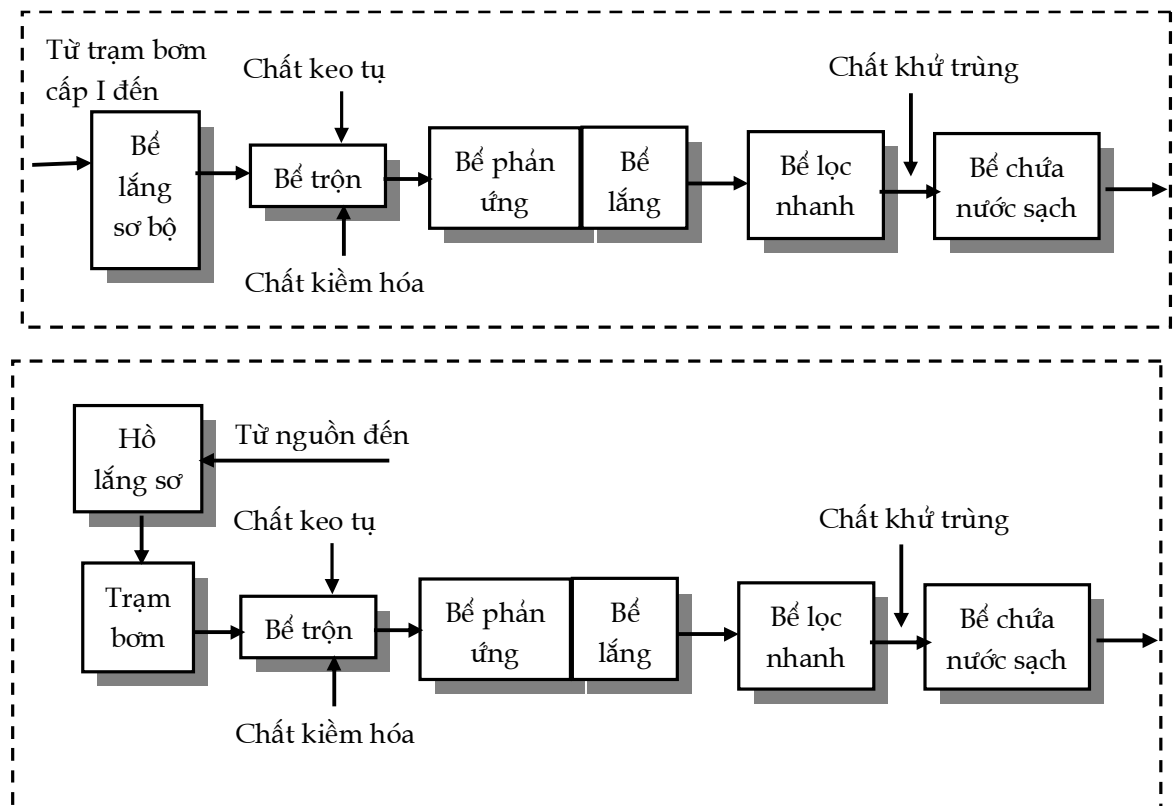 Từ trạm bơm
cấp I đến
Chất keo tụ
Chất khử trùng
Bể
lắng
sơ bộ
Bể trộn
Bể phản
ứng
Bể
lắng
Bể lọc
nhanh
Bể chứa
nước sạch
Chất kiềm hóa
Hồ
lắng sơ
Từ nguồn đến
Chất keo tụ
Chất khử trùng
Trạm
bơm
Bể trộn
Bể phản
ứng
Bể
lắng
Bể lọc
nhanh
Bể chứa
nước sạch
Chất kiềm hóa